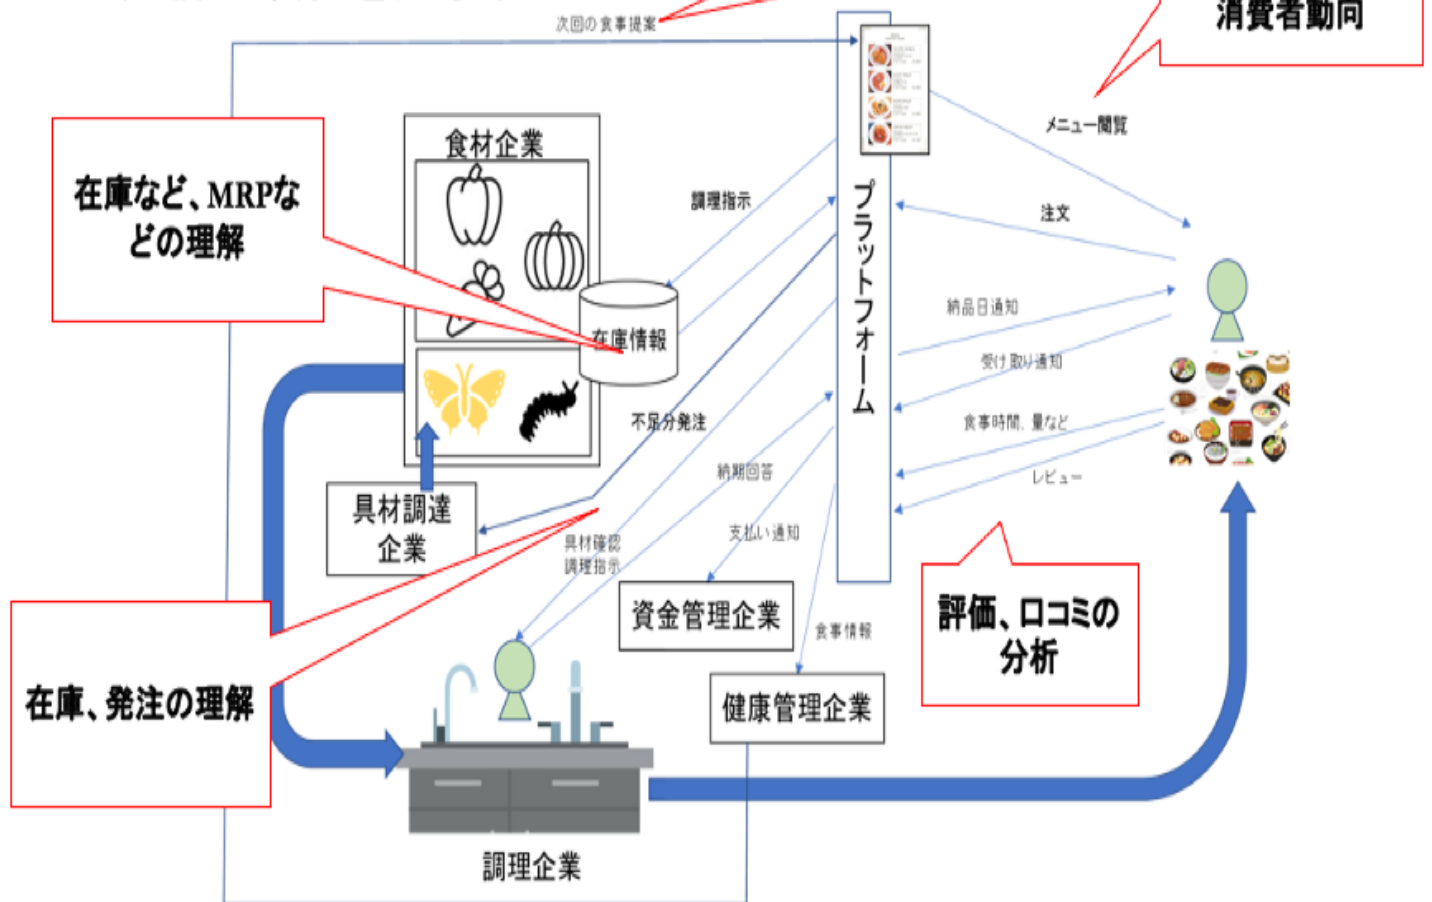 次回の食事提案
消費者動向
メニュー閲覧
食材企業
在庫など、MRPな
どの理解
調理指示
プラットフォーム
注文
納品日通知
在庫情報
受け取り通知
不足分発注
食事時間、量など
納期回答
レビュー
具材調達
企業
支払い通知
具材確認
調理指示
資金管理企業
食事情報
評価、口コミの
分析
在庫、発注の理解
健康管理企業
調理企業